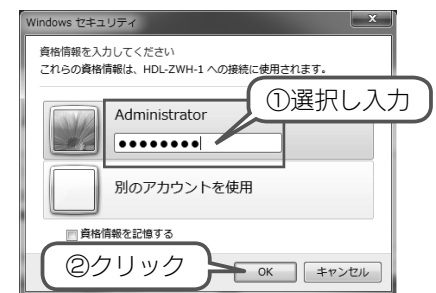 Windows セキュリティ
x
資格情報を入力してください
これらの資格情報は、HDL-ZWH-1 への接続に使用されます。
①選択し入力
Administrator
●●●●●●●●
別のアカウントを使用
資格情報を記憶する
②クリック
OK
キャンセル